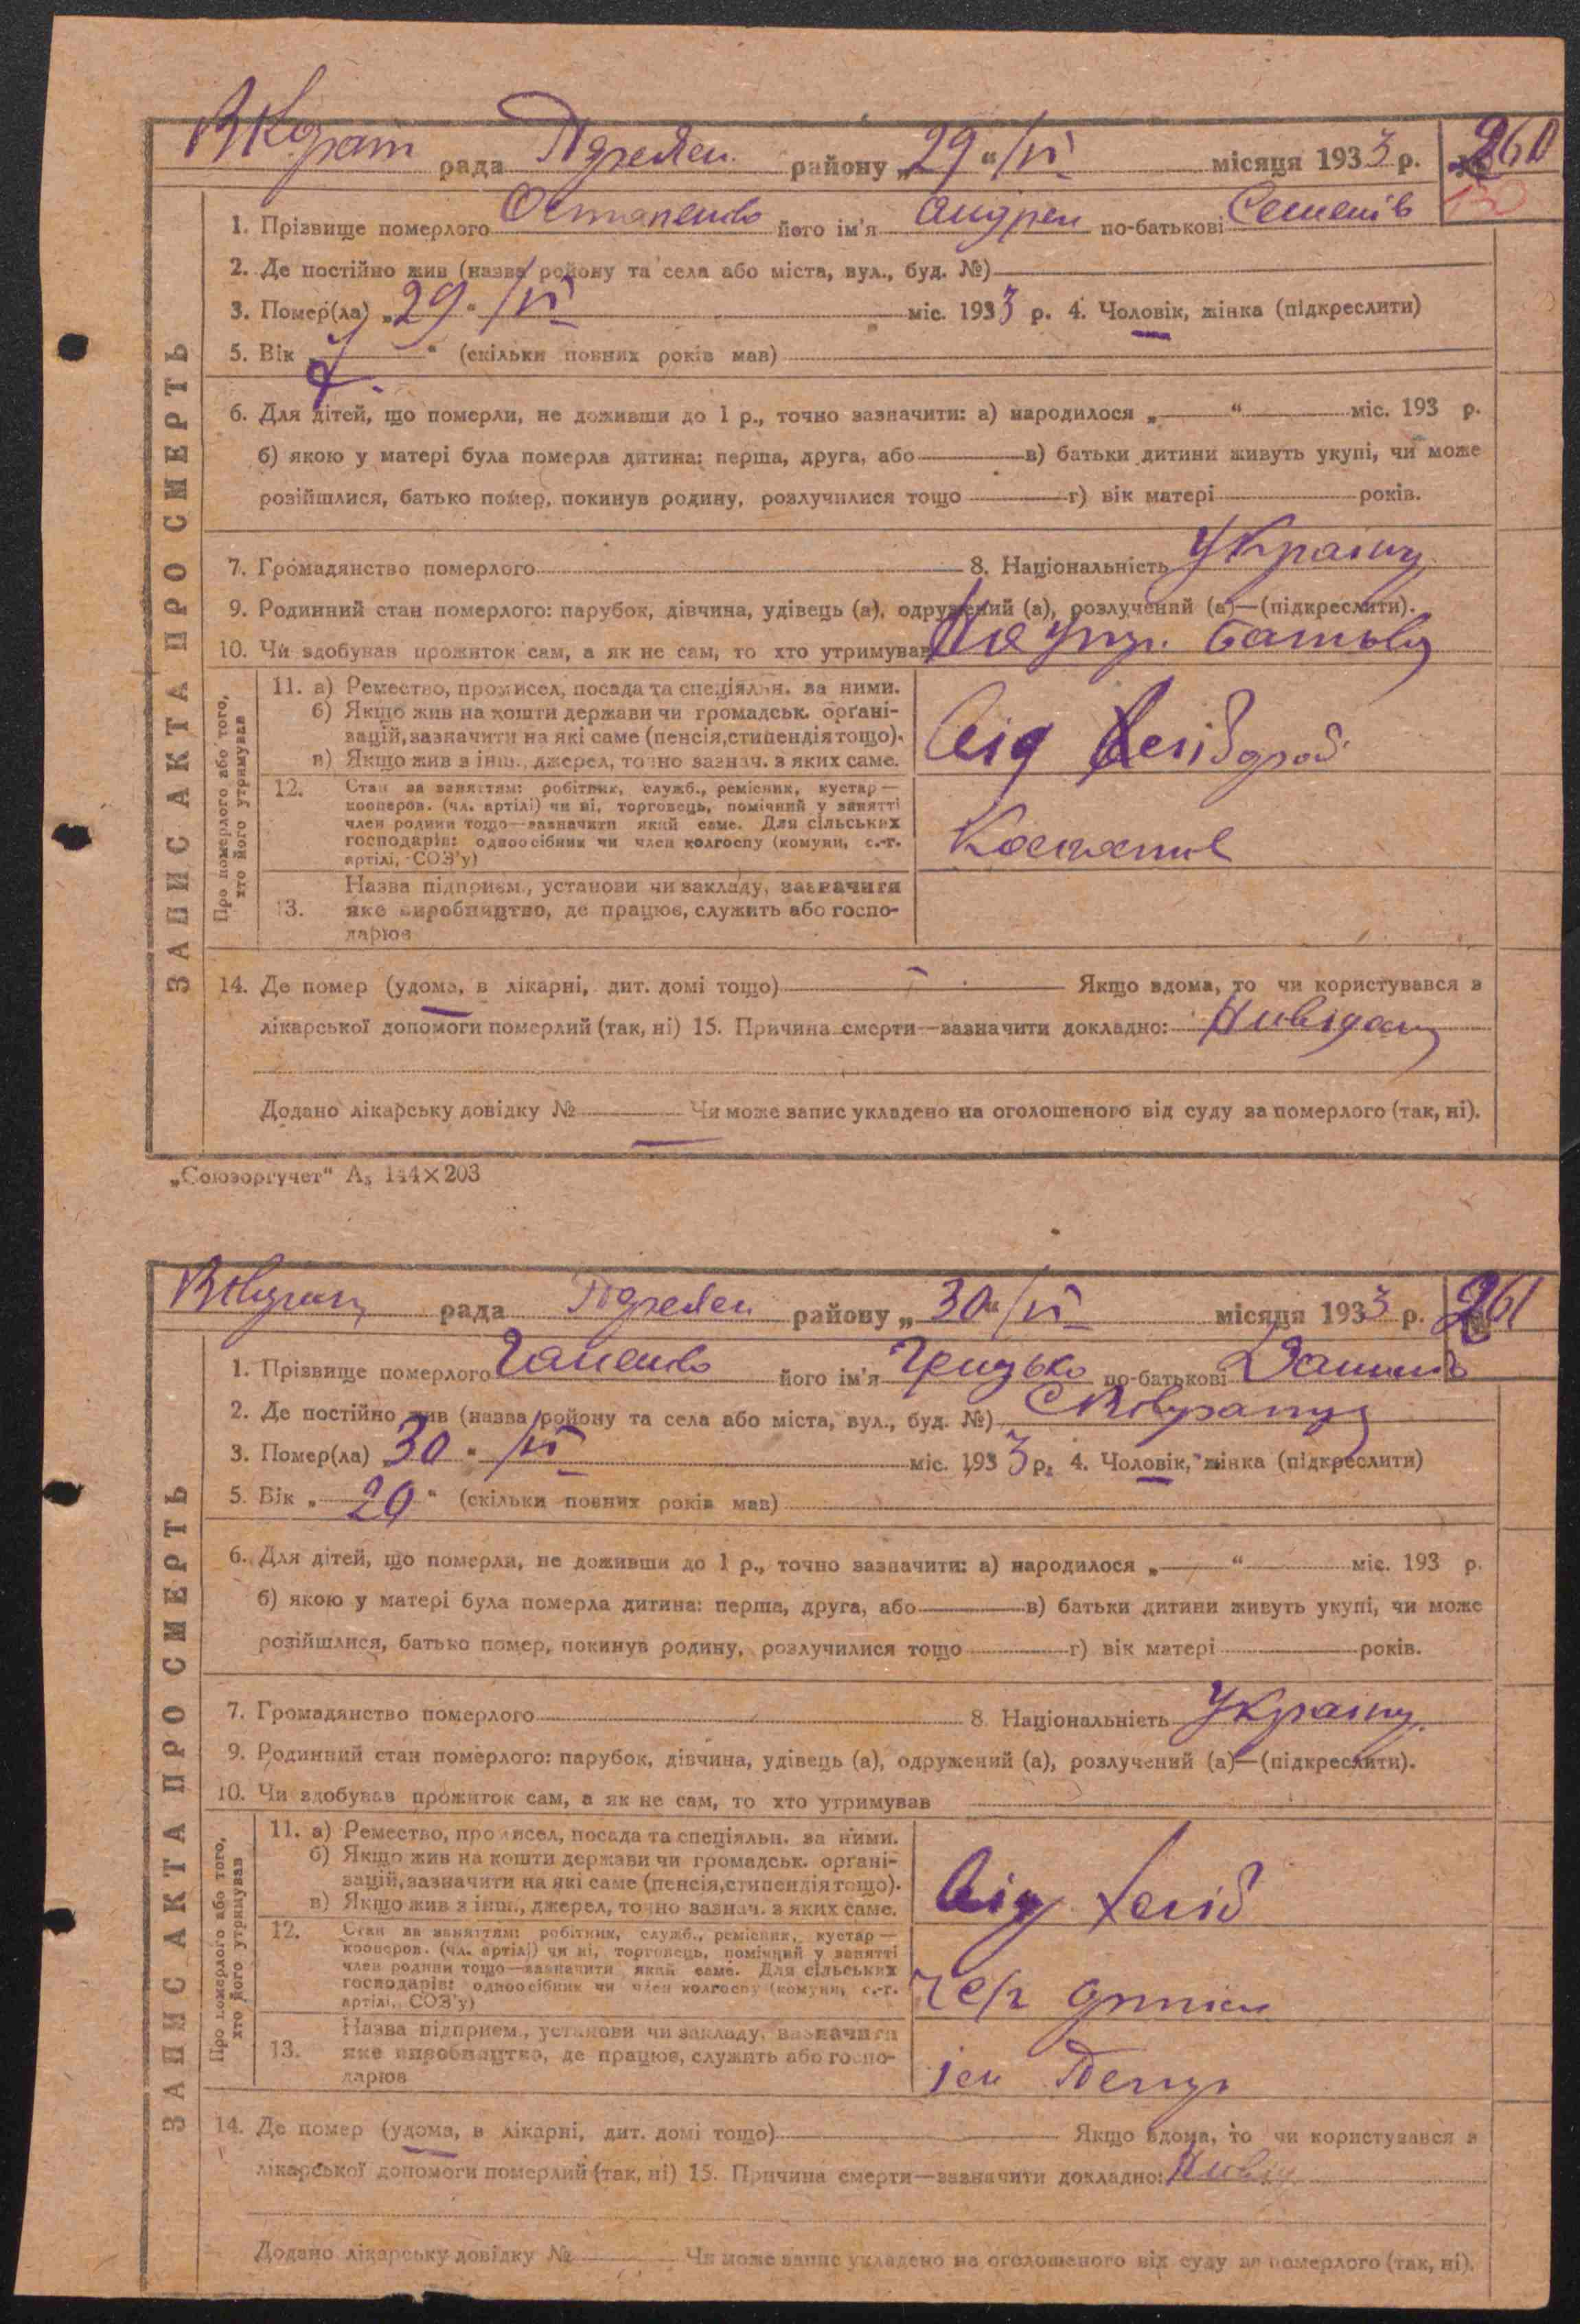 рада района „29“ /VI місяця 1933 р. 260
132
1. Прізвище померлого Остапенко його ім'я Андрій по-батькові Семенів
2. Де постійно жив (назва району та села або міста, вул., буд. №)
3. Помер(ла) „29“ /VI міс. 1933 р. 4. Чоловік, жінка (підкреслити)
5. Вік „ “ (скільки повних років мав)
6. Для дітей, що померли, не доживши до 1 р., точно зазначити: а) народилося „ “ міс. 193 р.
б) якою у матері була померла дитина: перша, друга, або в) батьки дитини живуть укупі, чи може
розійшлися, батько помер, покинув родину, розлучилися тощо г) вік матері років.
7. Громадянство померлого 8. Національність Україну
9. Родинний стан померлого: парубок, дівчина, удівець (а), одружений (а), розлучений (а)—(підкреслити).
10. Чи здобував прожиток сам, а як не сам, то хто утримував На утр. батьків
11. а) Ремество, промисел, посада та спеціяльн. за ними.
б) Якщо жив на кошти держави чи громадськ. органі-
зацій, зазначити на які саме (пенсія, стипендія тощо).
в) Якщо жив з інш., джерел, точно зазнач. з яких саме.
12. Стан за заняттям: робітник, служб., ремісник, кустар—
кооперов. (чл. артілі) чи ні, торговець, помічний у занятті
член родини тощо—зазначити який саме. Для сільських
господарів: одноосібник чи член колгоспу (комуни, с.-г.
артілі, СОЗ'у)
Назва підприєм., установи чи закладу, зазначити
13. яке виробництво, де працює, служить або госпо-
дарює
Про померлого або того,
хто його утримував
ЗАПИС АКТА ПРО СМЕРТЬ
14. Де помер (удома, в лікарні, дит. домі тощо) Якщо вдома, то чи користувався з
лікарської допомоги померлий (так, ні) 15. Причина смерти—зазначити докладно:
Додано лікарську довідку № Чи може запис укладено на оголошеного від суду за померлого (так, ні).
„Союзоргучет“ А₅ 144×203
рада району „30“ /VI місяця 1933 р. № 261
1. Прізвище померлого його ім'я Грицько по-батькові
2. Де постійно жив (назва району та села або міста, вул., буд. №)
3. Помер(ла) „30“ /VI міс. 1933 р. 4. Чоловік, жінка (підкреслити)
5. Вік „20“ (скільки повних років мав)
6. Для дітей, що померли, не доживши до 1 р., точно зазначити: а) народилося „ “ міс. 193 р.
б) якою у матері була померла дитина: перша, друга, або в) батьки дитини живуть укупі, чи може
розійшлися, батько помер, покинув родину, розлучилися тощо г) вік матері років.
7. Громадянство померлого 8. Національність Україну
9. Родинний стан померлого: парубок, дівчина, удівець (а), одружений (а), розлучений (а)—(підкреслити).
10. Чи здобував прожиток сам, а як не сам, то хто утримував
11. а) Ремество, промисел, посада та спеціяльн. за ними.
б) Якщо жив на кошти держави чи громадськ. органі-
зацій, зазначити на які саме (пенсія, стипендія тощо).
в) Якщо жив з інш., джерел, точно зазнач. з яких саме.
12. Стан за заняттям: робітник, служб., ремісник, кустар—
кооперов. (чл. артілі) чи ні, торговець, помічний у занятті
член родини тощо—зазначити який саме. Для сільських
господарів: одноосібник чи член колгоспу (комуни, с.-г.
артілі, СОЗ'у)
Назва підприєм., установи чи закладу, зазначити
13. яке виробництво, де працює, служить або госпо-
дарює
Про померлого або того,
хто його утримував
ЗАПИС АКТА ПРО СМЕРТЬ
14. Де помер (удома, в лікарні, дит. домі тощо) Якщо вдома, то чи користувався з
лікарської допомоги померлий (так, ні) 15. Причина смерти—зазначити докладно:
Додано лікарську довідку № Чи може запис укладено на оголошеного від суду за померлого (так, ні).